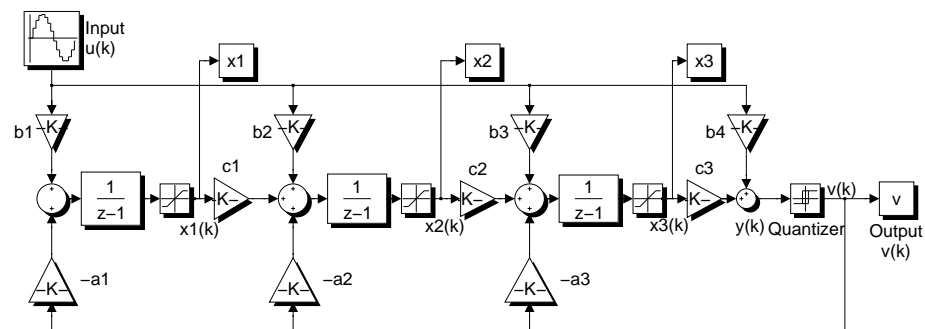 Input
u(k)
x1
x2
x3
b1
–K–
b2
–K–
b3
–K–
b4
–K–
c1
c2
c3
+
+
+
1
z–1
K–
x1(k)
+
+
+
1
z–1
K–
x2(k)
+
+
+
1
z–1
K–
x3(k)
+
+
y(k)
Quantizer
v(k)
v
Output
v(k)
–K–
–a1
–K–
–a2
–K–
–a3